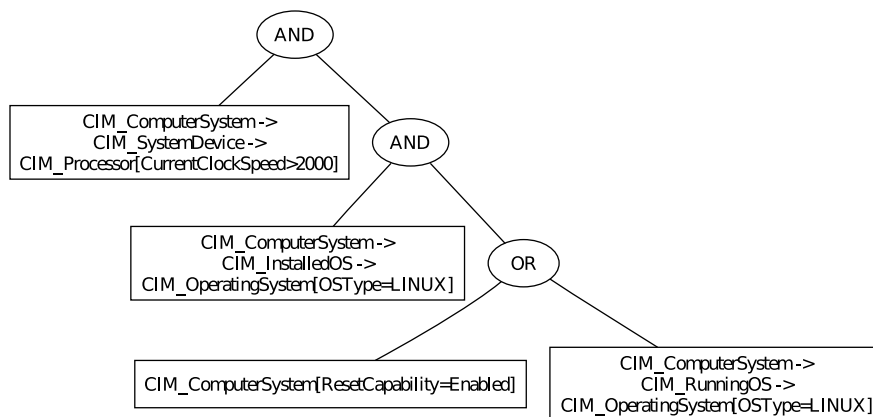 AND
CIM_ComputerSystem ->
CIM_SystemDevice ->
CIM_Processor[CurrentClockSpeed>2000]
AND
CIM_ComputerSystem ->
CIM_InstalledOS ->
CIM_OperatingSystem[OSType=LINUX]
OR
CIM_ComputerSystem[ResetCapability=Enabled]
CIM_ComputerSystem ->
CIM_RunningOS ->
CIM_OperatingSystem[OSType=LINUX]